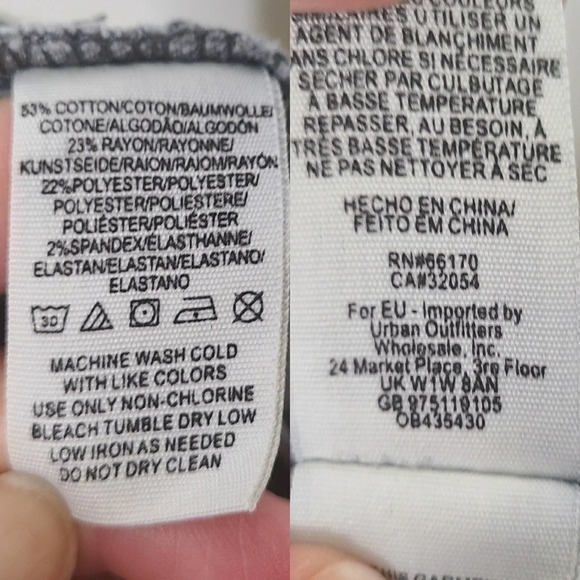 53% COTTON/COTON/BAUMWOLLE/
COTONE/ALGODÃO/ALGODÓN
23% RAYON/RAYONNE/
KUNSTSEIDE/RAION/RAIOM/RAYÓN
22%POLYESTER/POLYESTER/
POLYESTER/POLIESTERE/
POLIÉSTER/POLIÉSTER
2%SPANDEX/ÉLASTHANNE/
ELASTAN/ELASTAN/ELASTANO/
ELASTANO
30
MACHINE WASH COLD
WITH LIKE COLORS
USE ONLY NON-CHLORINE
BLEACH TUMBLE DRY LOW
LOW IRON AS NEEDED
DO NOT DRY CLEAN
COULEURS
UTILISER UN
AGENT DE BLANCHIMENT
SANS CHLORE SI NÉCESSAIRE
SÉCHER PAR CULBUTAGE
À BASSE TEMPÉRATURE
REPASSER, AU BESOIN, À
TRÈS BASSE TEMPÉRATURE
NE PAS NETTOYER À SEC
HECHO EN CHINA/
FEITO EM CHINA
RN#66170
CA#32054
For EU - Imported by
Urban Outfitters
Wholesale, Inc.
24 Market Place, 3re Floor
UK W1W 8AN
GB 975118105
OB435430